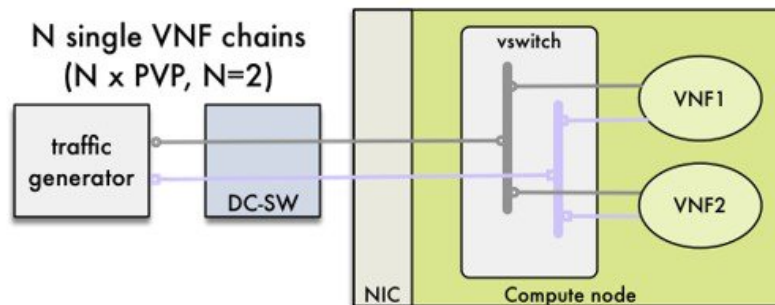 N single VNF chains
(N x PVP, N=2)
traffic
generator
DC-SW
NIC
vswitch
VNF1
VNF2
Compute node